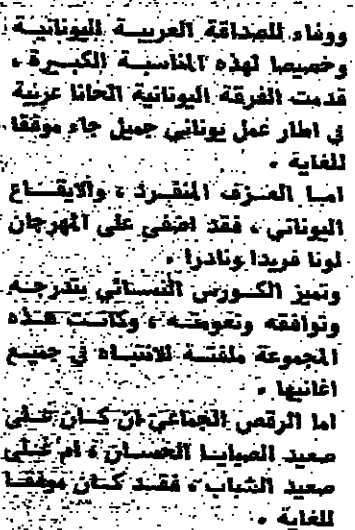 ووفاء للصداقة العربية اليونانية
وخصيصا لهذه المناسبة الكبيرة ،
قدمت الفرقة اليونانية الحانا عربية
في اطار عمل يوناني جميل جاء موفقا
للغاية .
اما العزف المنفرد ، والايقاع
اليوناني ، فقد اضفى على المهرجان
لونا فريدا ونادرا .
وتميز الكورس النسائي بتدرجه
وتوافقه ونعومته ، وكانت هذه
المجموعة ملفتة للانتباه في جميع
اغانيها .
اما الرقص الجماعي ان كان على
صعيد الصبايا الحسان ، ام على
صعيد الشباب ، فقد كان موفقا
للغاية .